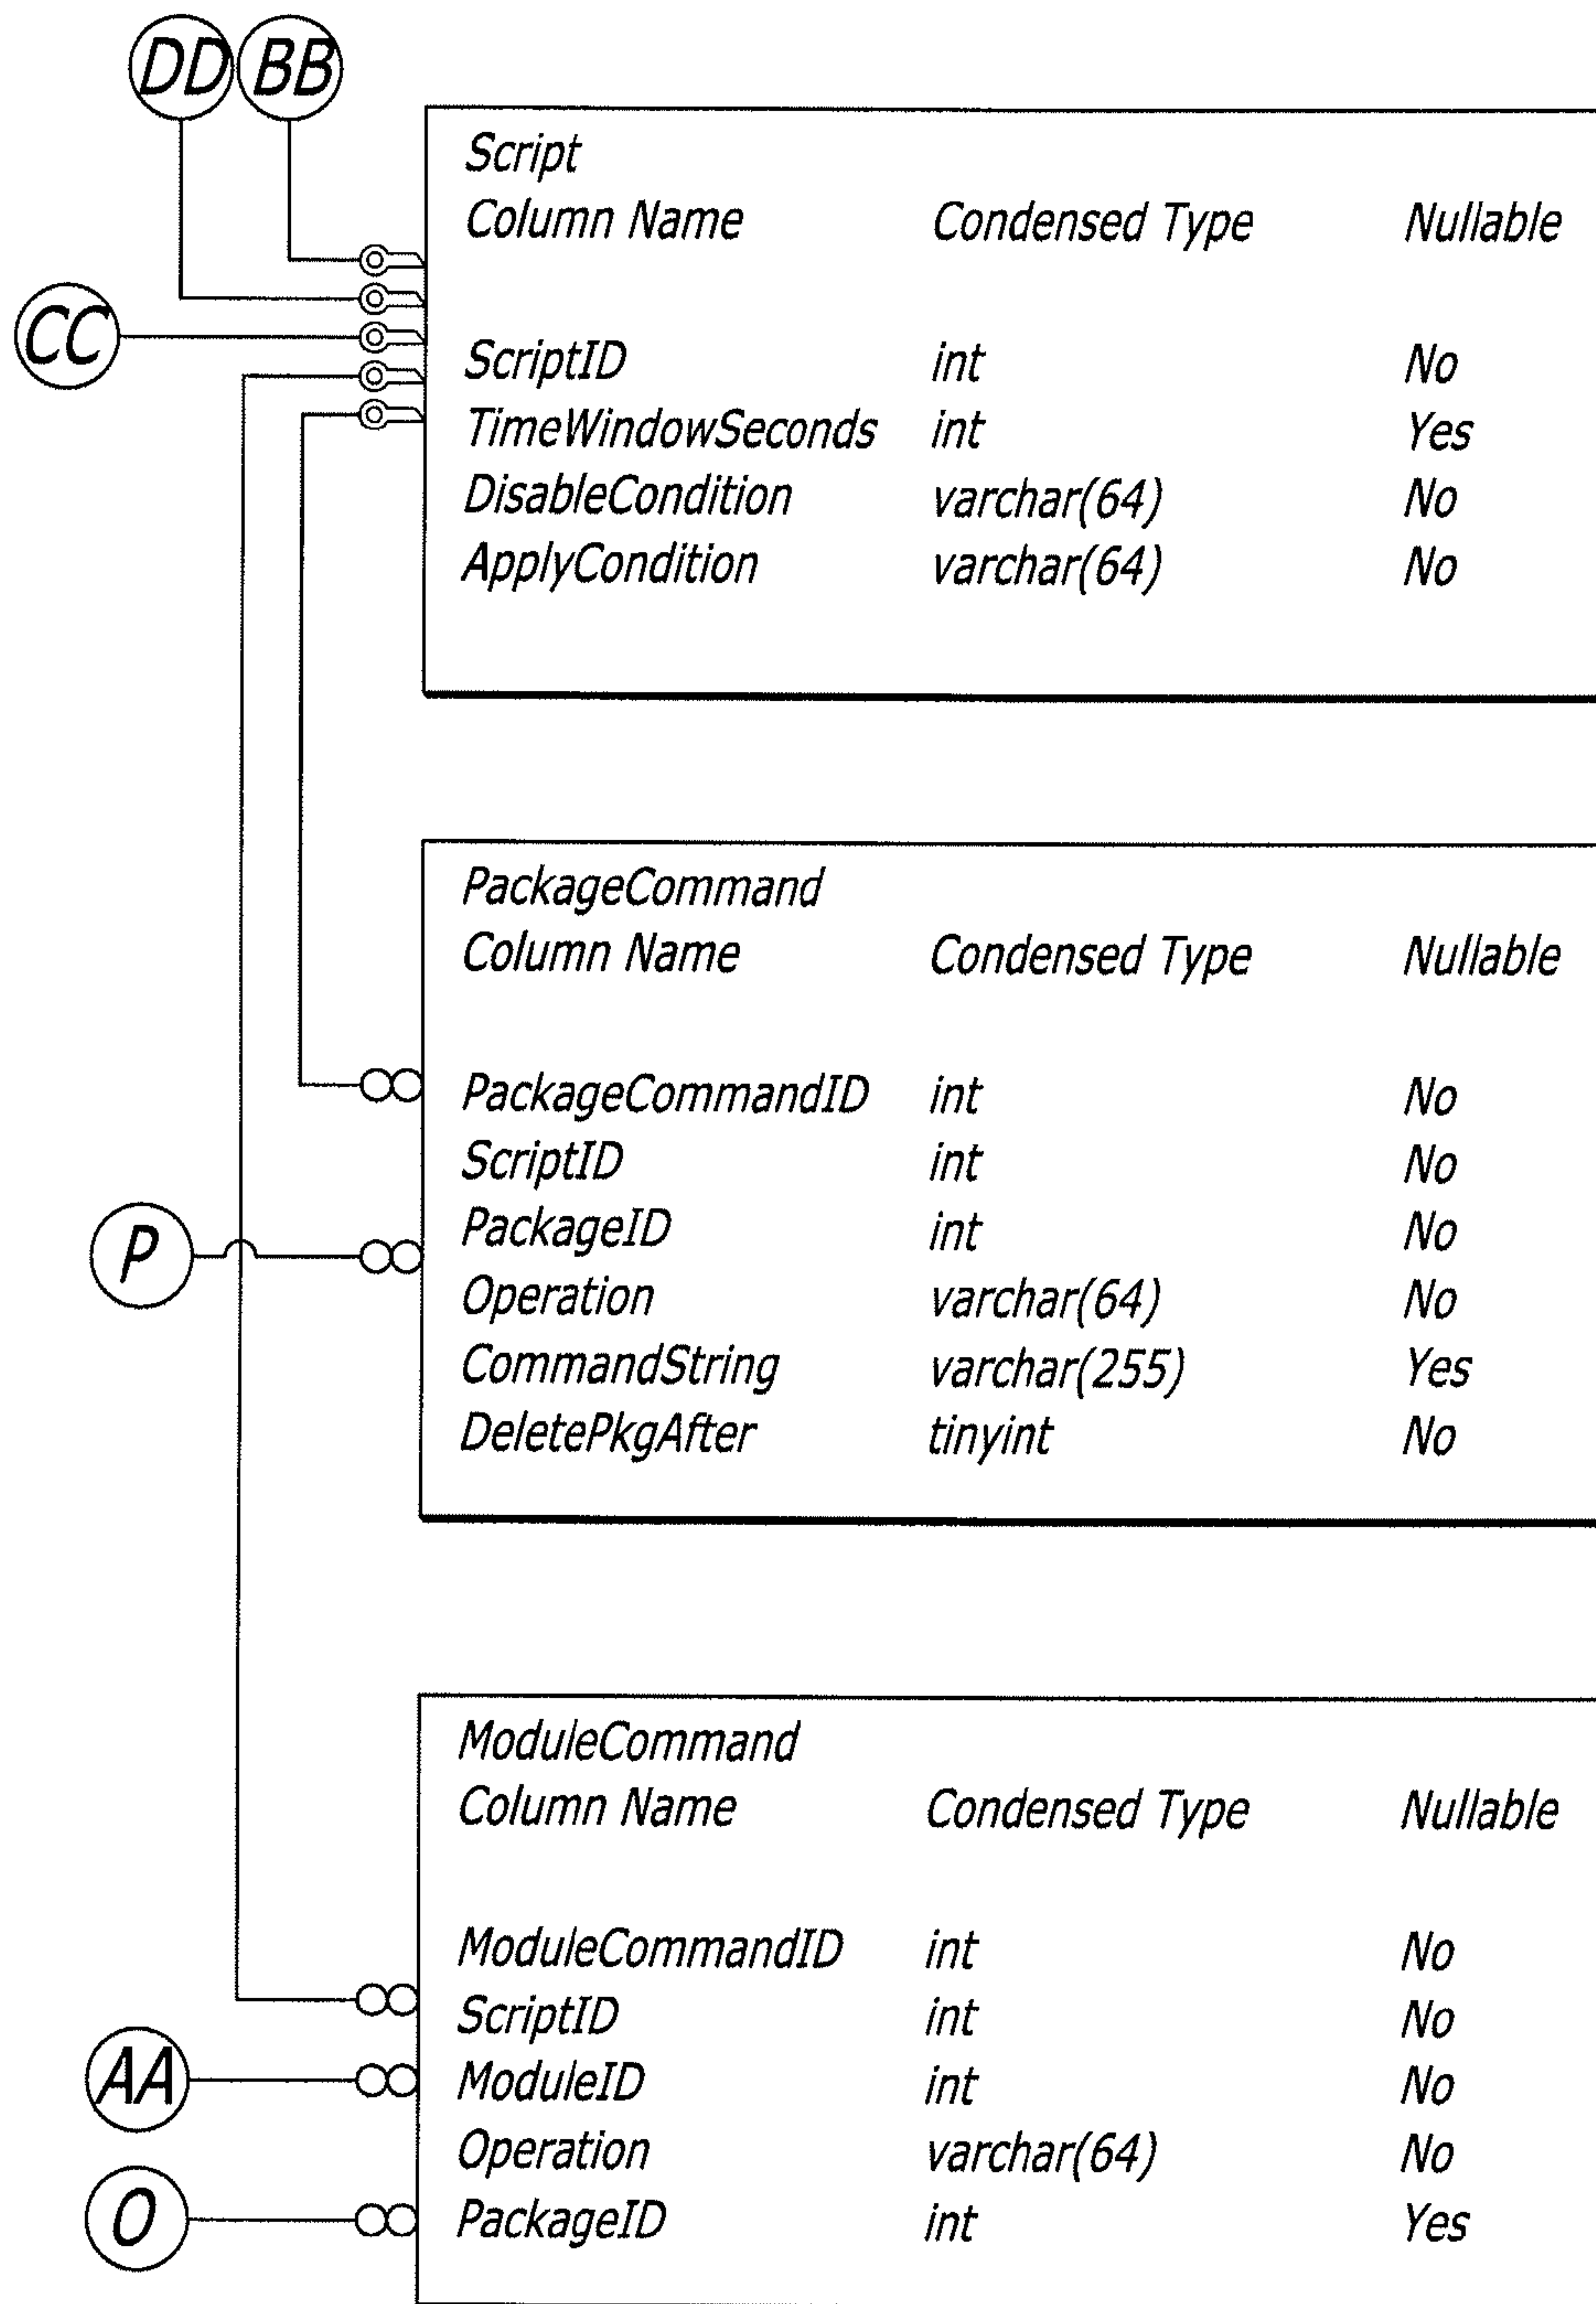 DD BB
Script
Column Name Condensed Type Nullable
CC
ScriptID int No
TimeWindowSeconds int Yes
DisableCondition varchar(64) No
ApplyCondition varchar(64) No
PackageCommand
Column Name Condensed Type Nullable
PackageCommandID int No
ScriptID int No
P
PackageID int No
Operation varchar(64) No
CommandString varchar(255) Yes
DeletePkgAfter tinyint No
ModuleCommand
Column Name Condensed Type Nullable
ModuleCommandID int No
ScriptID int No
AA
ModuleID int No
Operation varchar(64) No
O
PackageID int Yes